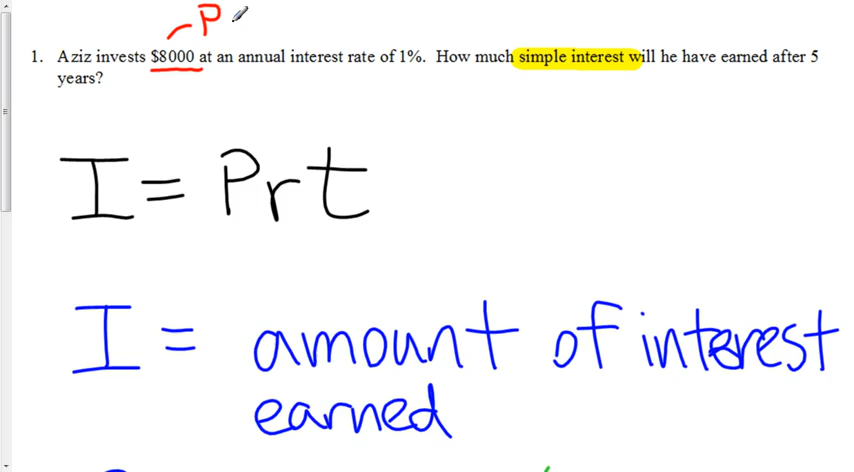 P
1. Aziz invests $8000 at an annual interest rate of 1%. How much simple interest will he have earned after 5
years?
I = Prt
I = amount of interest
earned